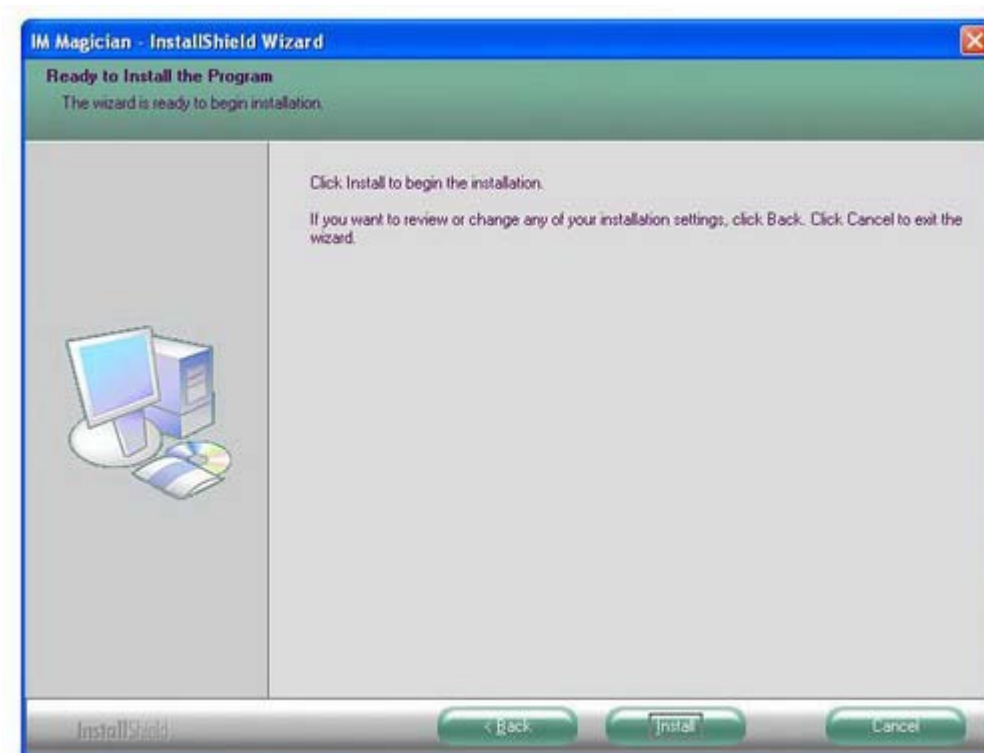 IM Magician - InstallShield Wizard
Ready to Install the Program
The wizard is ready to begin installation.
Click Install to begin the installation.
If you want to review or change any of your installation settings, click Back. Click Cancel to exit the
wizard.
InstallShield
< Back
Install
Cancel